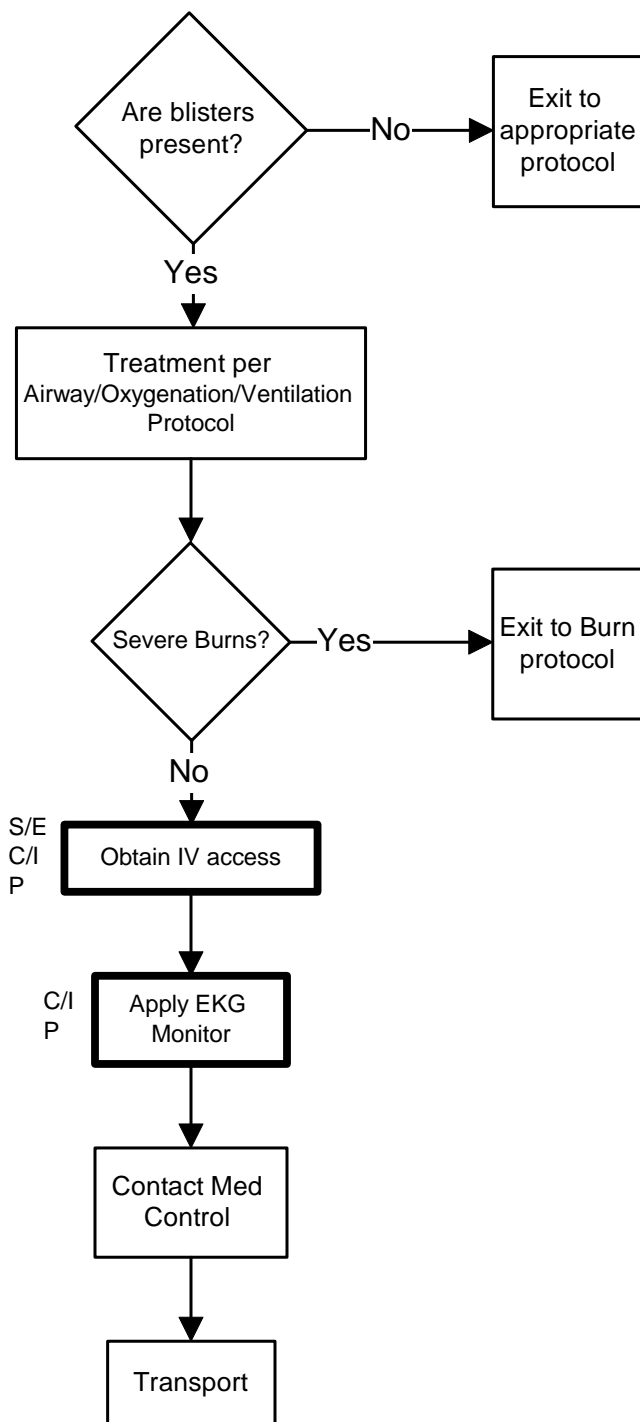 Are blisters
present?
No
Exit to
appropriate
protocol
Yes
Treatment per
Airway/Oxygenation/Ventilation
Protocol
Severe Burns?
Yes
Exit to Burn
protocol
No
S/E
C/I
P
Obtain IV access
C/I
P
Apply EKG
Monitor
Contact Med
Control
Transport